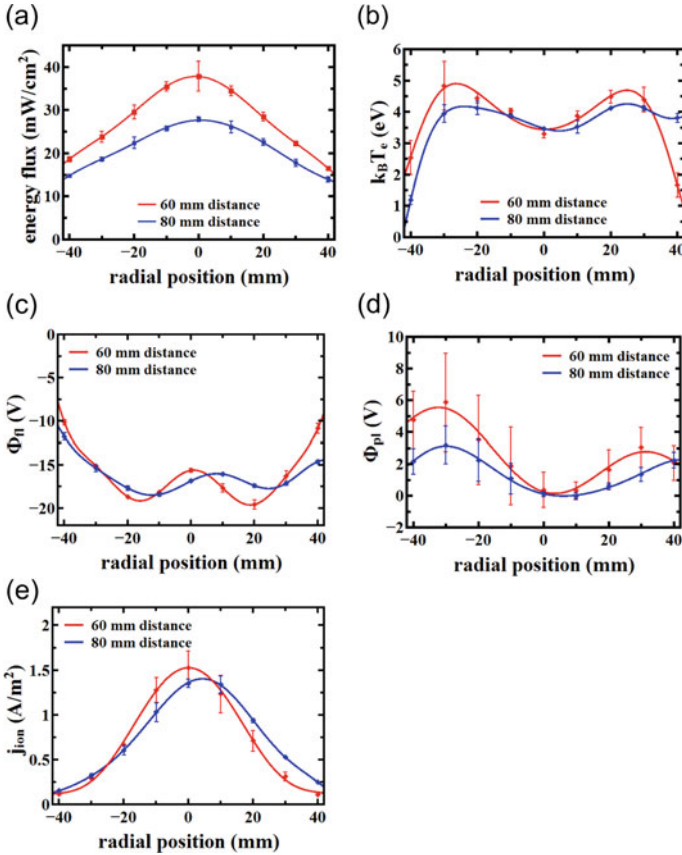 (a)
energy flux (mW/cm²)
40
30
20
10
0
60 mm distance
80 mm distance
−40 −20 0 20 40
radial position (mm)
(b)
k_BT_e (eV)
6
5
4
3
2
1
0
60 mm distance
80 mm distance
−40 −20 0 20 40
radial position (mm)
(c)
Φ_fl (V)
0
−5
−10
−15
−20
60 mm distance
80 mm distance
−40 −20 0 20 40
radial position (mm)
(d)
Φ_pl (V)
10
8
6
4
2
0
−2
60 mm distance
80 mm distance
−40 −20 0 20 40
radial position (mm)
(e)
j_ion (A/m²)
2
1.5
1
0.5
0
60 mm distance
80 mm distance
−40 −20 0 20 40
radial position (mm)